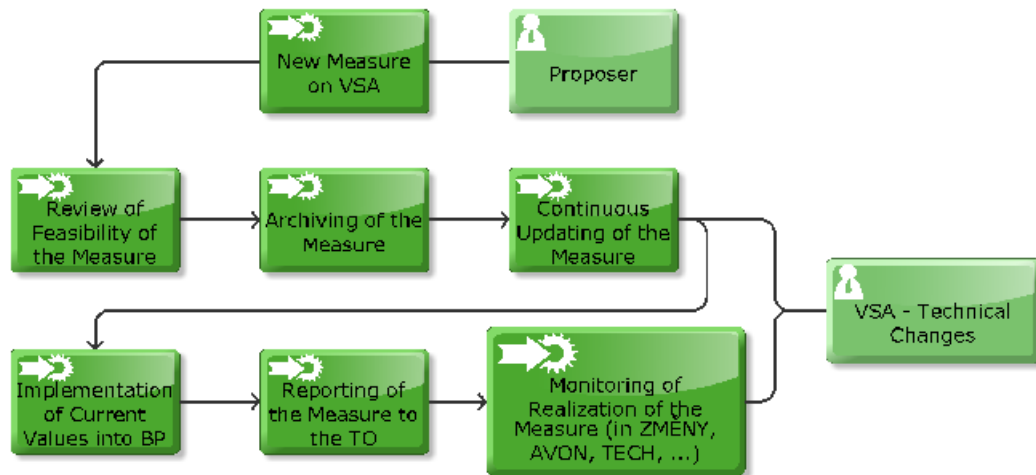 New Measure
on VSA
Proposer
Review of
Feasibility of
the Measure
Archiving of the
Measure
Continuous
Updating of the
Measure
VSA - Technical
Changes
Implementation
of Current
Values into BP
Reporting of
the Measure to
the TO
Monitoring of
Realization of the
Measure (in ZMĚNY,
AVON, TECH, ...)